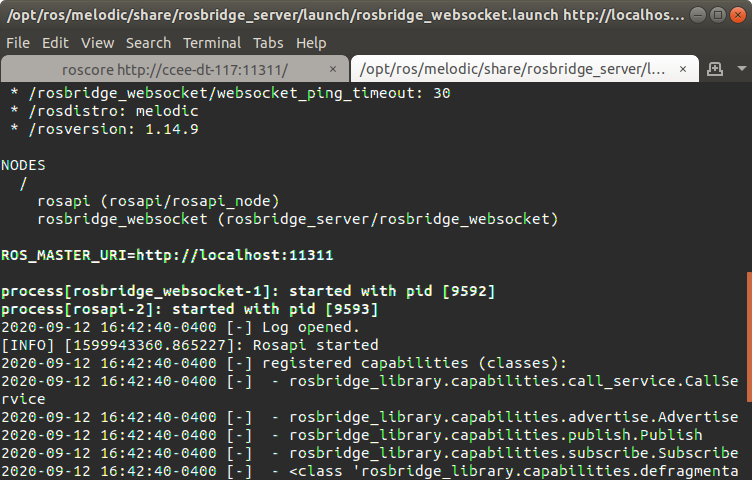 /opt/ros/melodic/share/rosbridge_server/launch/rosbridge_websocket.launch http://localhos...
File Edit View Search Terminal Tabs Help
roscore http://ccee-dt-117:11311/ × /opt/ros/melodic/share/rosbridge_server/l... ×
* /rosbridge_websocket/websocket_ping_timeout: 30
* /rosdistro: melodic
* /rosversion: 1.14.9
NODES
/
rosapi (rosapi/rosapi_node)
rosbridge_websocket (rosbridge_server/rosbridge_websocket)
ROS_MASTER_URI=http://localhost:11311
process[rosbridge_websocket-1]: started with pid [9592]
process[rosapi-2]: started with pid [9593]
2020-09-12 16:42:40-0400 [-] Log opened.
[INFO] [1599943360.865227]: Rosapi started
2020-09-12 16:42:40-0400 [-] registered capabilities (classes):
2020-09-12 16:42:40-0400 [-]  - rosbridge_library.capabilities.call_service.CallSe
rvice
2020-09-12 16:42:40-0400 [-]  - rosbridge_library.capabilities.advertise.Advertise
2020-09-12 16:42:40-0400 [-]  - rosbridge_library.capabilities.publish.Publish
2020-09-12 16:42:40-0400 [-]  - rosbridge_library.capabilities.subscribe.Subscribe
2020-09-12 16:42:40-0400 [-]  - <class 'rosbridge_library.capabilities.defragmenta